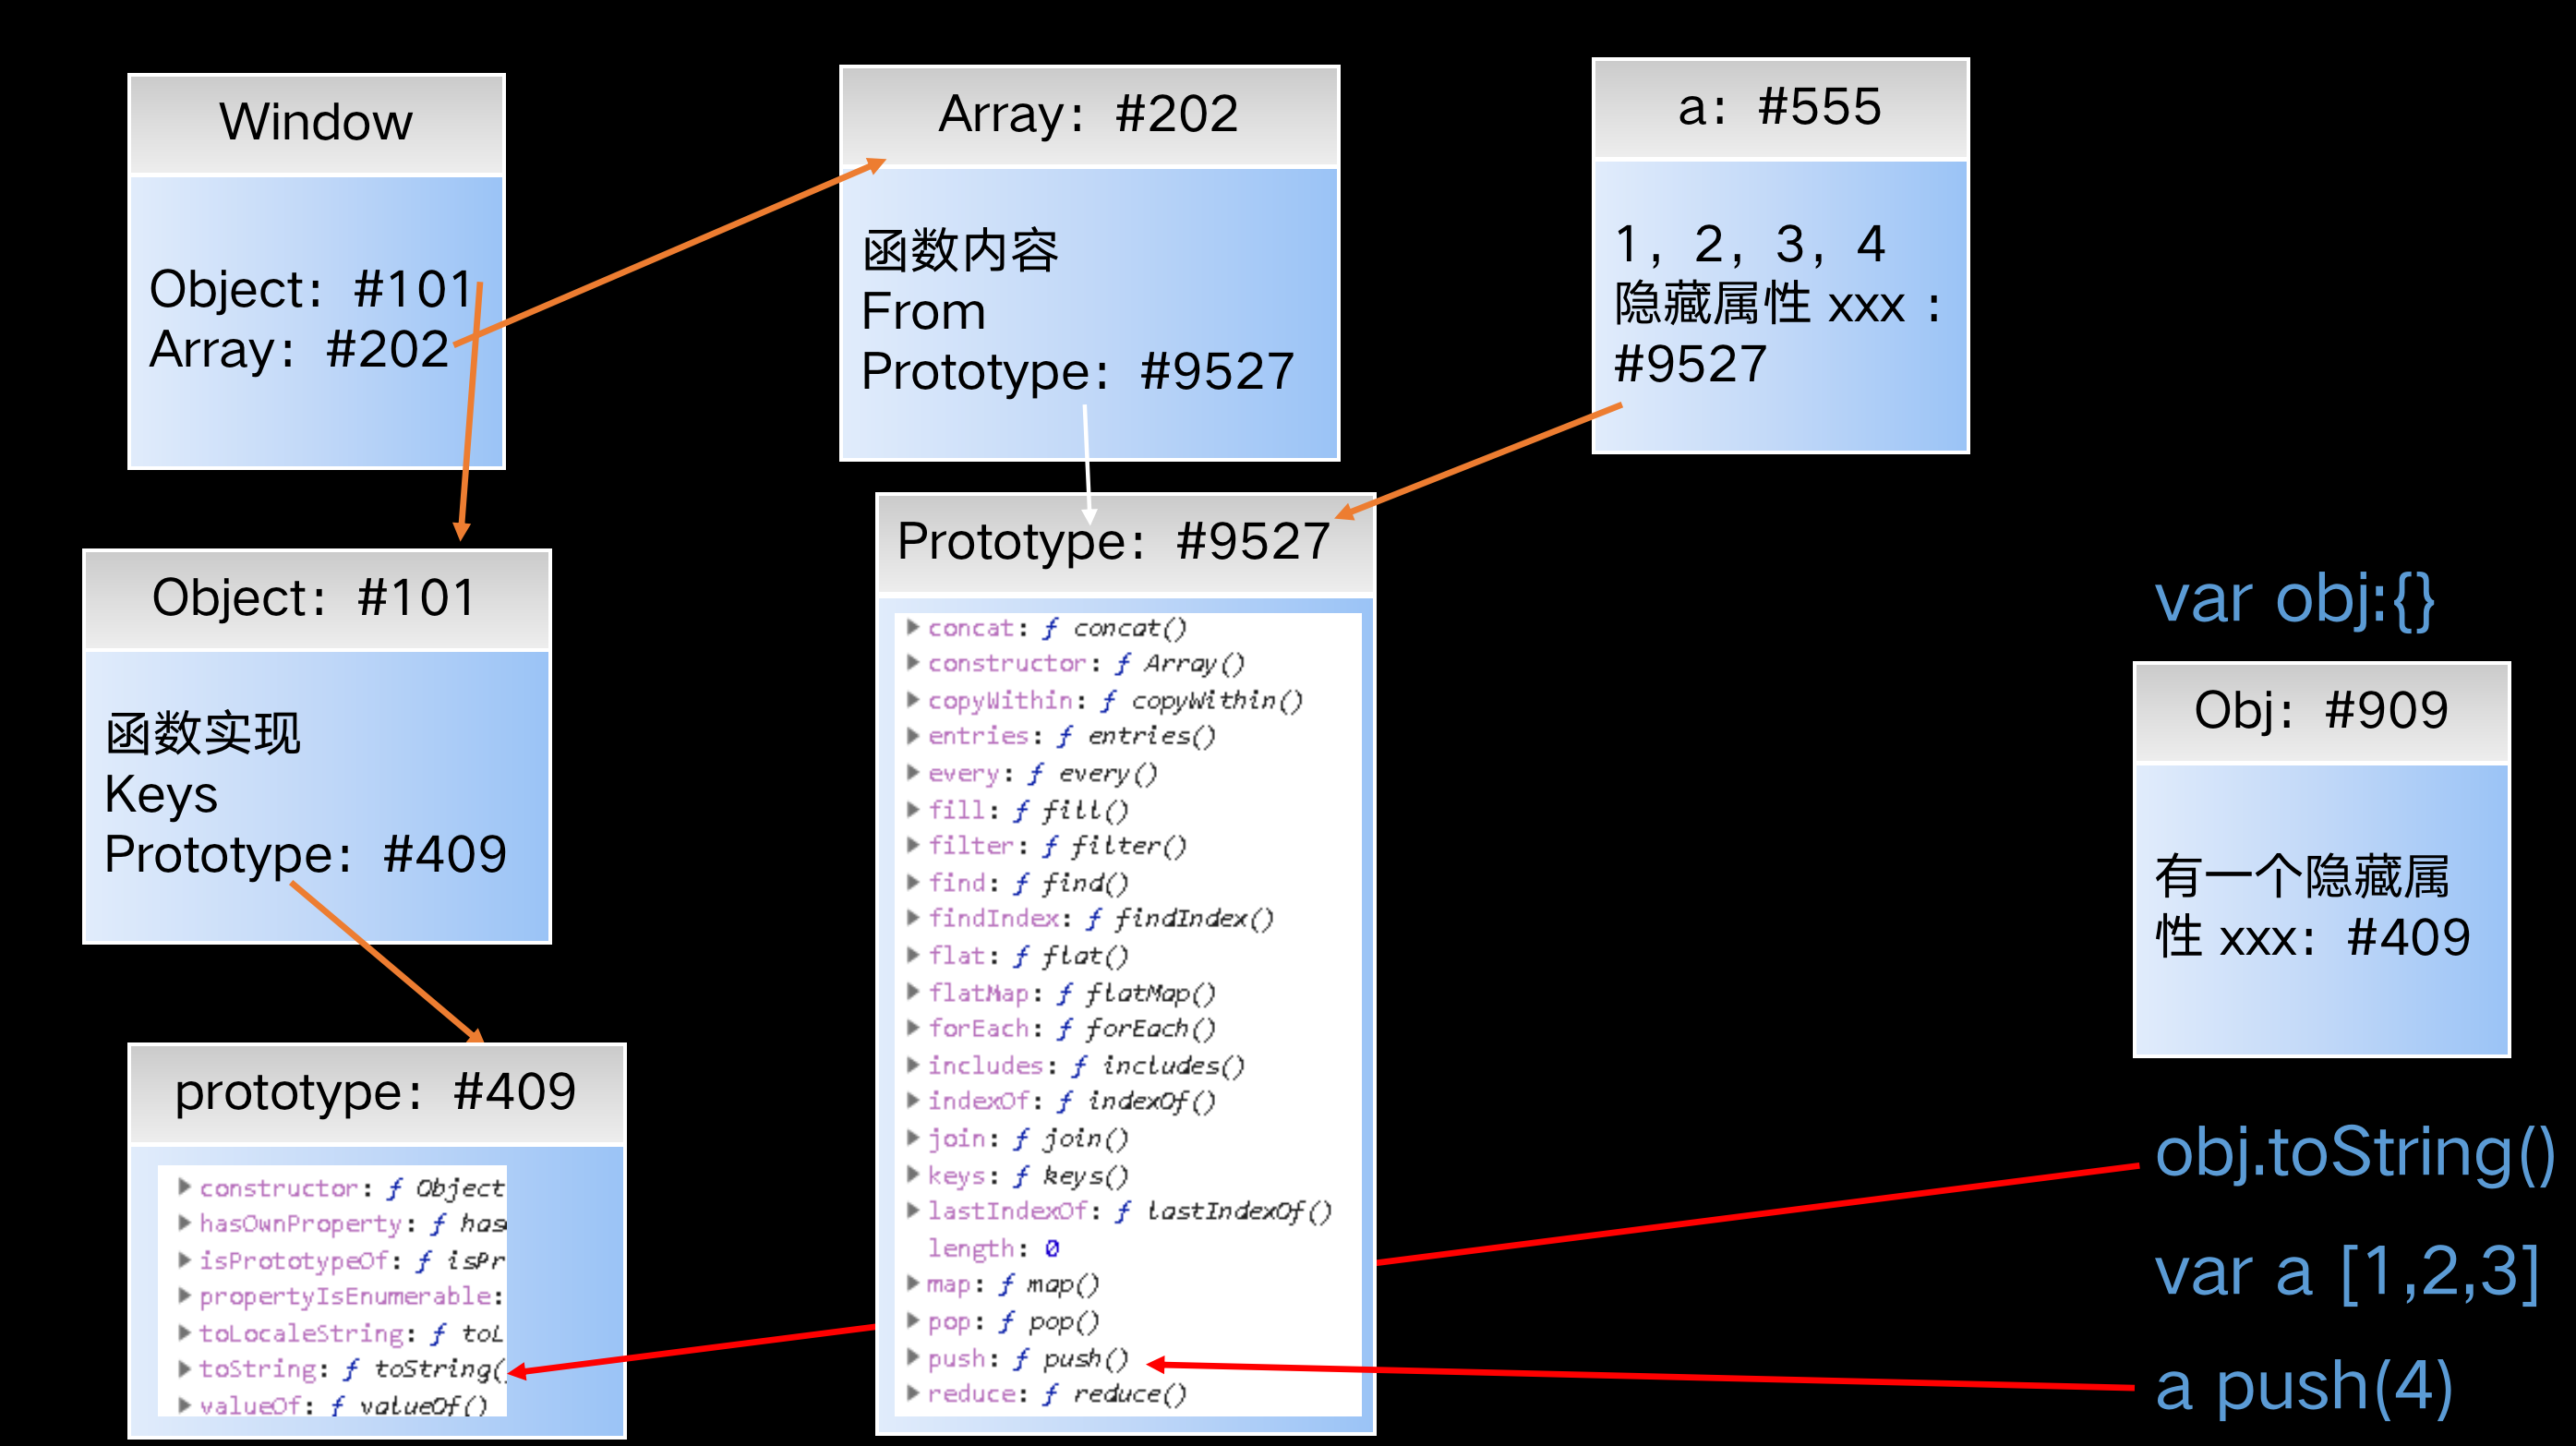 Window
Object：#101
Array：#202
Array：#202
函数内容
From
Prototype：#9527
a：#555
1，2，3，4
隐藏属性 xxx：
#9527
Object：#101
函数实现
Keys
Prototype：#409
prototype：#409
constructor: ƒ Object
hasOwnProperty: ƒ has
isPrototypeOf: ƒ isPr
propertyIsEnumerable:
toLocaleString: ƒ toL
toString: ƒ toString(
valueOf: ƒ valueOf()
Prototype：#9527
concat: ƒ concat()
constructor: ƒ Array()
copyWithin: ƒ copyWithin()
entries: ƒ entries()
every: ƒ every()
fill: ƒ fill()
filter: ƒ filter()
find: ƒ find()
findIndex: ƒ findIndex()
flat: ƒ flat()
flatMap: ƒ flatMap()
forEach: ƒ forEach()
includes: ƒ includes()
indexOf: ƒ indexOf()
join: ƒ join()
keys: ƒ keys()
lastIndexOf: ƒ lastIndexOf()
length: 0
map: ƒ map()
pop: ƒ pop()
push: ƒ push()
reduce: ƒ reduce()
var obj:{}
Obj：#909
有一个隐藏属
性 xxx：#409
obj.toString()
var a [1,2,3]
a push(4)